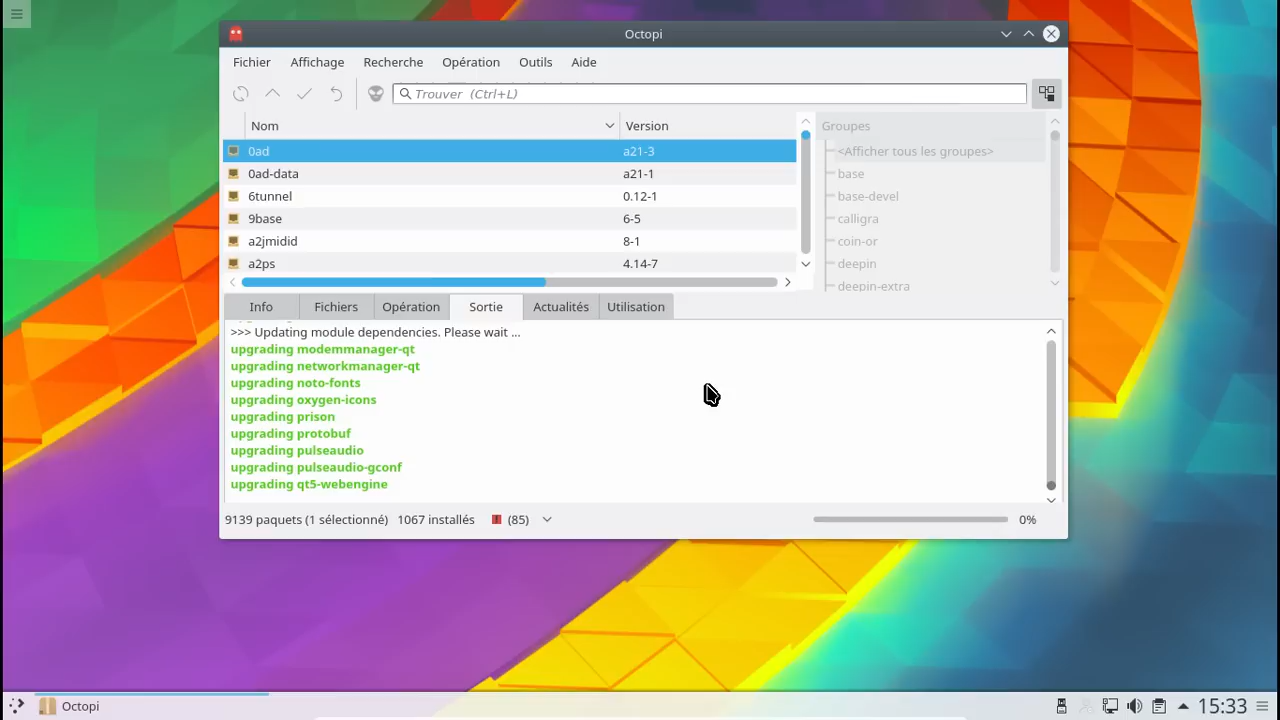 Octopi
Fichier Affichage Recherche Opération Outils Aide
Trouver (Ctrl+L)
Nom Version
0ad a21-3
0ad-data a21-1
6tunnel 0.12-1
9base 6-5
a2jmidid 8-1
a2ps 4.14-7
Groupes
<Afficher tous les groupes>
base
base-devel
calligra
coin-or
deepin
deepin-extra
Info Fichiers Opération Sortie Actualités Utilisation
>>> Updating module dependencies. Please wait ...
upgrading modemmanager-qt
upgrading networkmanager-qt
upgrading noto-fonts
upgrading oxygen-icons
upgrading prison
upgrading protobuf
upgrading pulseaudio
upgrading pulseaudio-gconf
upgrading qt5-webengine
9139 paquets (1 sélectionné) 1067 installés (85) 0%
Octopi 15:33